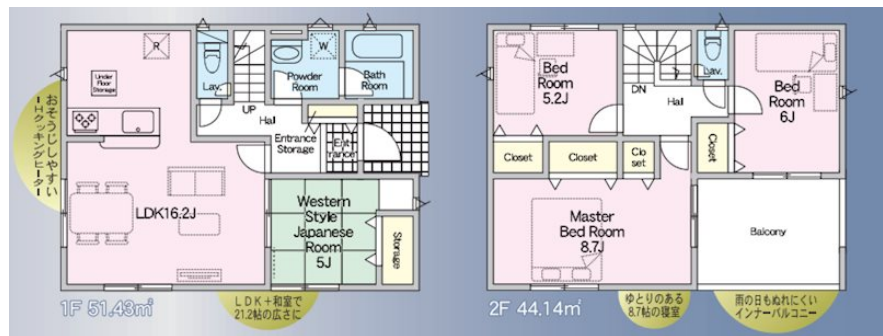 R
Under
Floor
Storage
Lav.
UP
Hall
Powder
Room
W
Bath
Room
Entrance
Storage
Ent
rance
LDK16.2J
Western
Style
Japanese
Room
5J
Storage
おそうじしやすい
IHクッキングヒーター
1F 51.43㎡
LDK+和室で
21.2帖の広さに
Bed
Room
5.2J
DN
Hall
Lav.
Bed
Room
6J
Closet
Closet
Clo
set
Closet
Master
Bed Room
8.7J
Balcony
2F 44.14㎡
ゆとりのある
8.7帖の寝室
雨の日もぬれにくい
インナーバルコニー